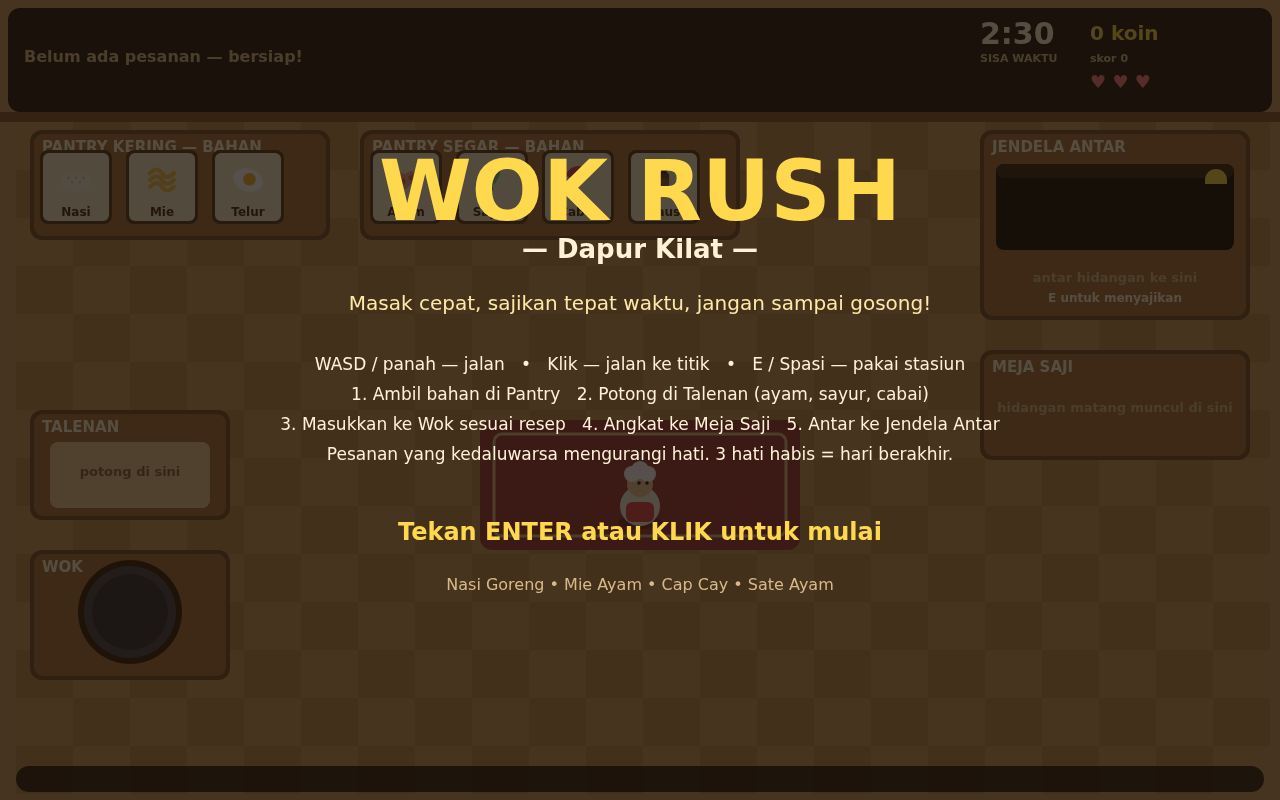 Belum ada pesanan — bersiap!
2:30
SISA WAKTU
0 koin
skor 0
PANTRY KERING — BAHAN
PANTRY SEGAR — BAHAN
JENDELA ANTAR
Nasi
Mie
Telur
WOK RUSH
— Dapur Kilat —
antar hidangan ke sini
E untuk menyajikan
Masak cepat, sajikan tepat waktu, jangan sampai gosong!
WASD / panah — jalan • Klik — jalan ke titik • E / Spasi — pakai stasiun
MEJA SAJI
1. Ambil bahan di Pantry 2. Potong di Talenan (ayam, sayur, cabai)
hidangan matang muncul di sini
3. Masukkan ke Wok sesuai resep 4. Angkat ke Meja Saji 5. Antar ke Jendela Antar
TALENAN
Pesanan yang kedaluwarsa mengurangi hati. 3 hati habis = hari berakhir.
potong di sini
Tekan ENTER atau KLIK untuk mulai
WOK
Nasi Goreng • Mie Ayam • Cap Cay • Sate Ayam